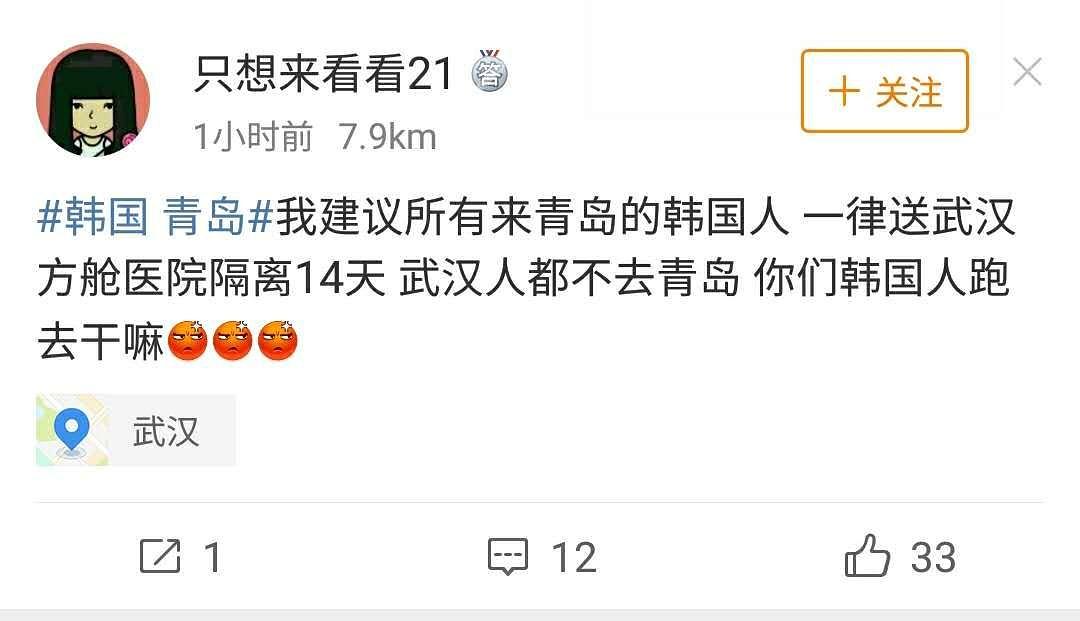 只想来看看21 答
1小时前 7.9km
+ 关注
#韩国 青岛#我建议所有来青岛的韩国人 一律送武汉
方舱医院隔离14天 武汉人都不去青岛 你们韩国人跑
去干嘛
武汉
1
12
33